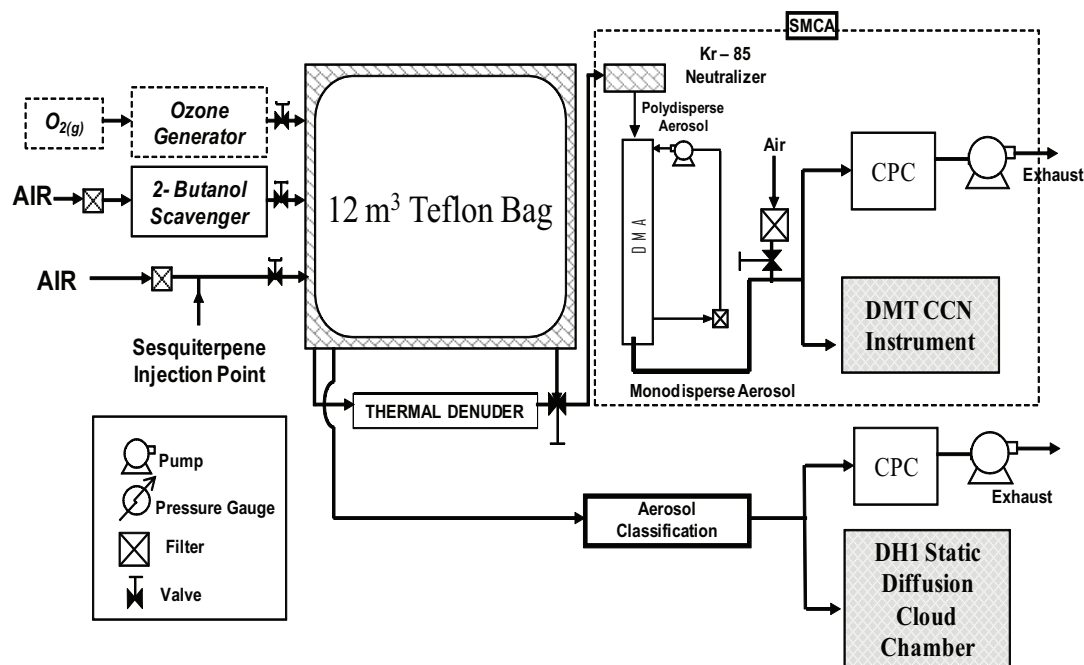 SMCA
Kr – 85
Neutralizer
O2(g)
Ozone
Generator
Polydisperse
Aerosol
Air
CPC
Exhaust
AIR
2- Butanol
Scavenger
12 m³ Teflon Bag
DMA
AIR
DMT CCN
Instrument
Sesquiterpene
Injection Point
Monodisperse Aerosol
THERMAL DENUDER
Pump
Pressure Gauge
Filter
Valve
CPC
Exhaust
Aerosol
Classification
DH1 Static
Diffusion
Cloud
Chamber